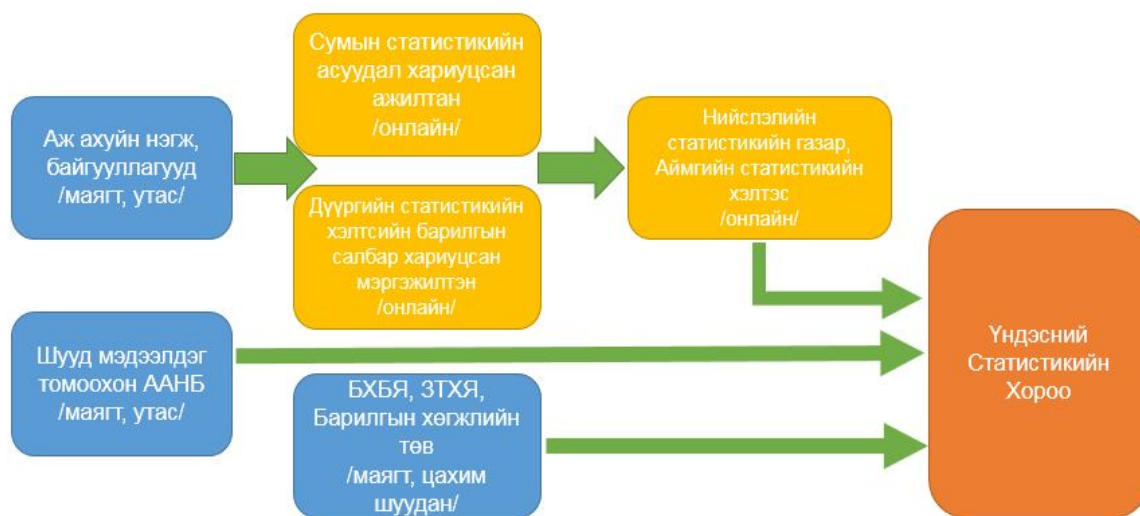 Аж ахуйн нэгж,
байгууллагууд
/маягт, утас/
Сумын статистикийн
асуудал хариуцсан
ажилтан
/онлайн/
Дүүргийн статистикийн
хэлтсийн барилгын
салбар хариуцсан
мэргэжилтэн
/онлайн/
Нийслэлийн
статистикийн газар,
Аймгийн статистикийн
хэлтэс
/онлайн/
Шууд мэдээлдэг
томоохон ААНБ
/маягт, утас/
БХБЯ, ЗТХЯ,
Барилгын хөгжлийн
төв
/маягт, цахим
шуудан/
Үндэсний
Статистикийн
Хороо